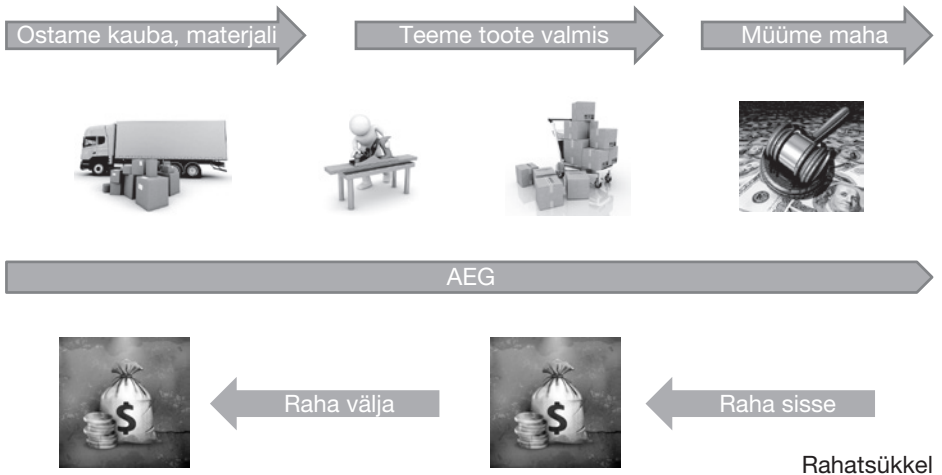 Ostame kauba, materjali
Teeme toote valmis
Müüme maha
AEG
Raha välja
Raha sisse
Rahatsükkel